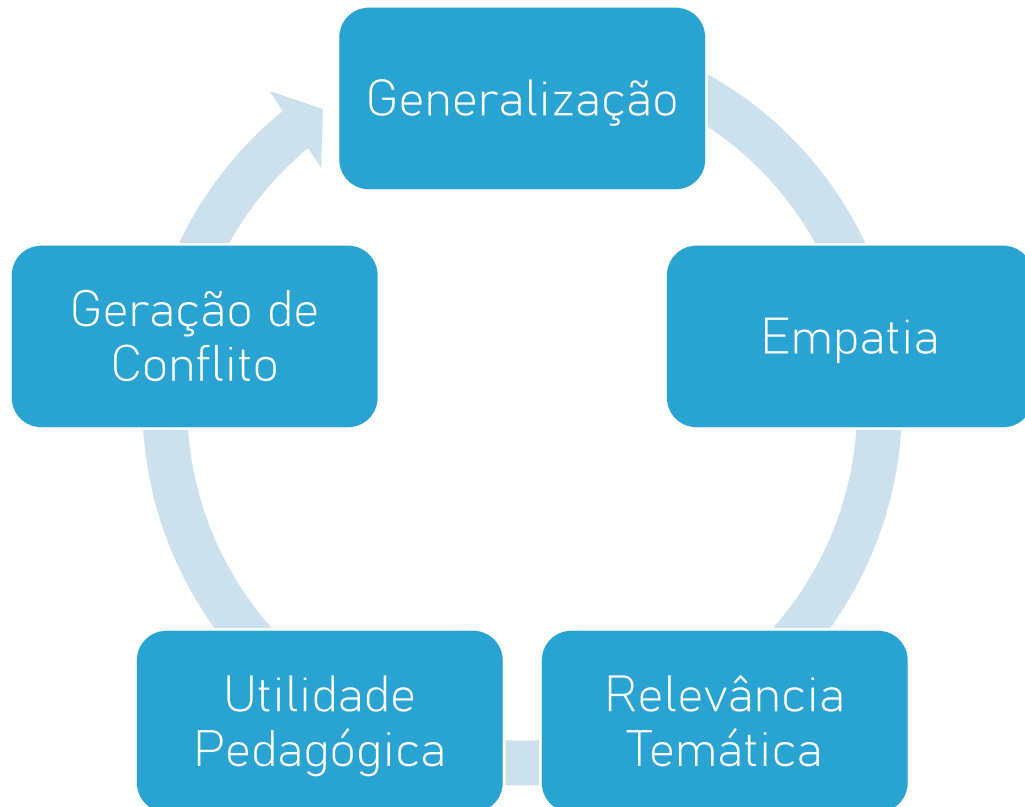 Generalização
Empatia
Relevância
Temática
Utilidade
Pedagógica
Geração de
Conflito